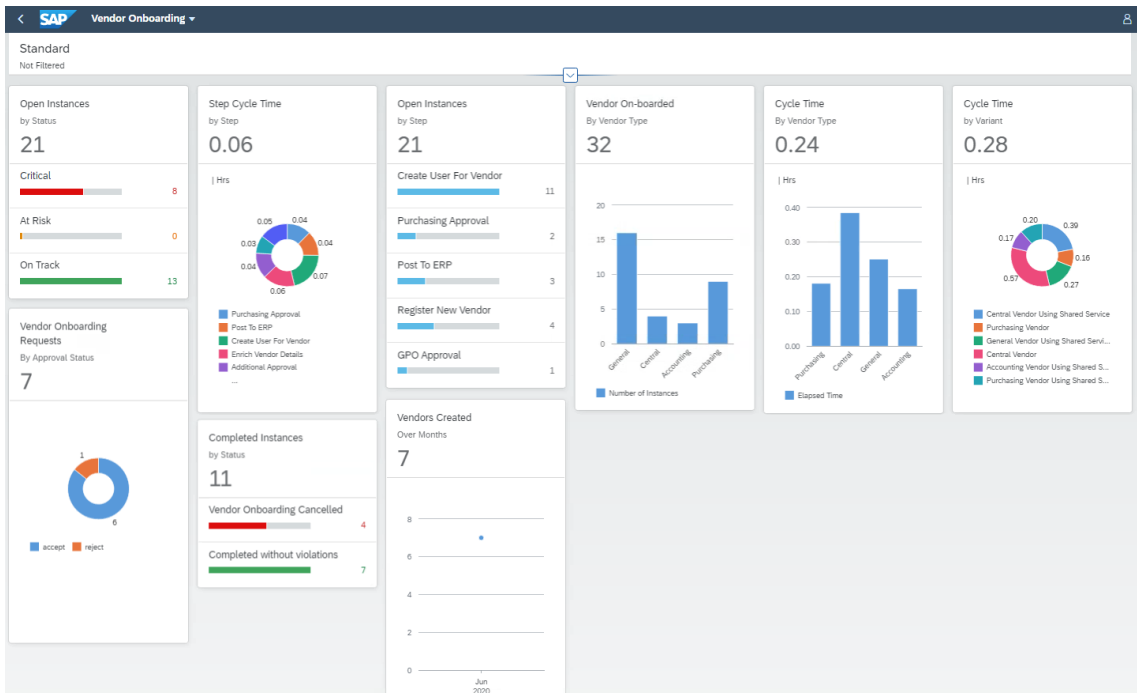 SAP Vendor Onboarding
Standard
Not Filtered
Open Instances
by Status
21
Critical
8
At Risk
0
On Track
13
Vendor Onboarding
Requests
By Approval Status
7
1
6
accept reject
Step Cycle Time
by Step
0.06
| Hrs
0.05 0.04
0.03 0.04
0.04 0.07
0.06
Purchasing Approval
Post To ERP
Create User For Vendor
Enrich Vendor Details
Additional Approval
...
Completed Instances
by Status
11
Vendor Onboarding Cancelled
4
Completed without violations
7
Open Instances
by Step
21
Create User For Vendor
11
Purchasing Approval
2
Post To ERP
3
Register New Vendor
4
GPO Approval
1
Vendors Created
Over Months
7
8
6
4
2
0
Jun
2020
Vendor On-boarded
By Vendor Type
32
20
15
10
5
0
General Central Accounting Purchasing
Number of Instances
Cycle Time
By Vendor Type
0.24
| Hrs
0.40
0.30
0.20
0.10
0.00
Purchasing Central General Accounting
Elapsed Time
Cycle Time
by Variant
0.28
| Hrs
0.20 0.39
0.17 0.16
0.57 0.27
Central Vendor Using Shared Service
Purchasing Vendor
General Vendor Using Shared Servi...
Central Vendor
Accounting Vendor Using Shared S...
Purchasing Vendor Using Shared S...